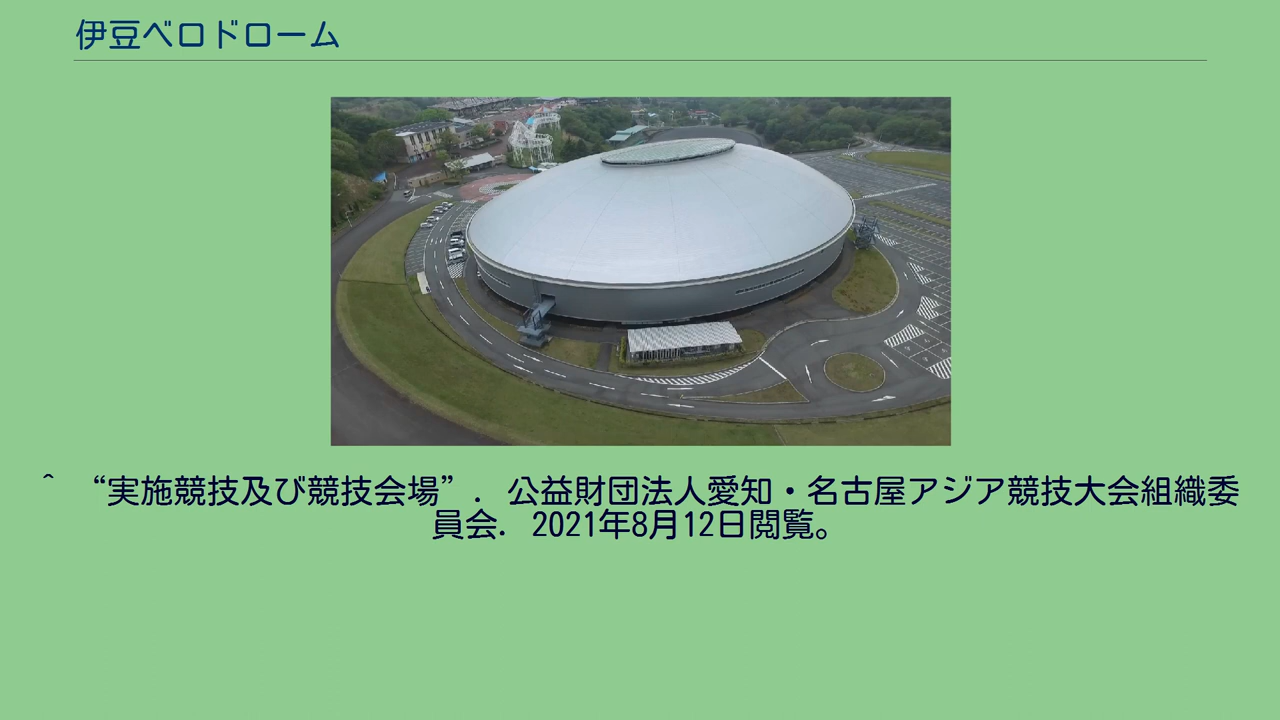 伊豆ベロドローム
^ “実施競技及び競技会場”. 公益財団法人愛知・名古屋アジア競技大会組織委
員会. 2021年8月12日閲覧。